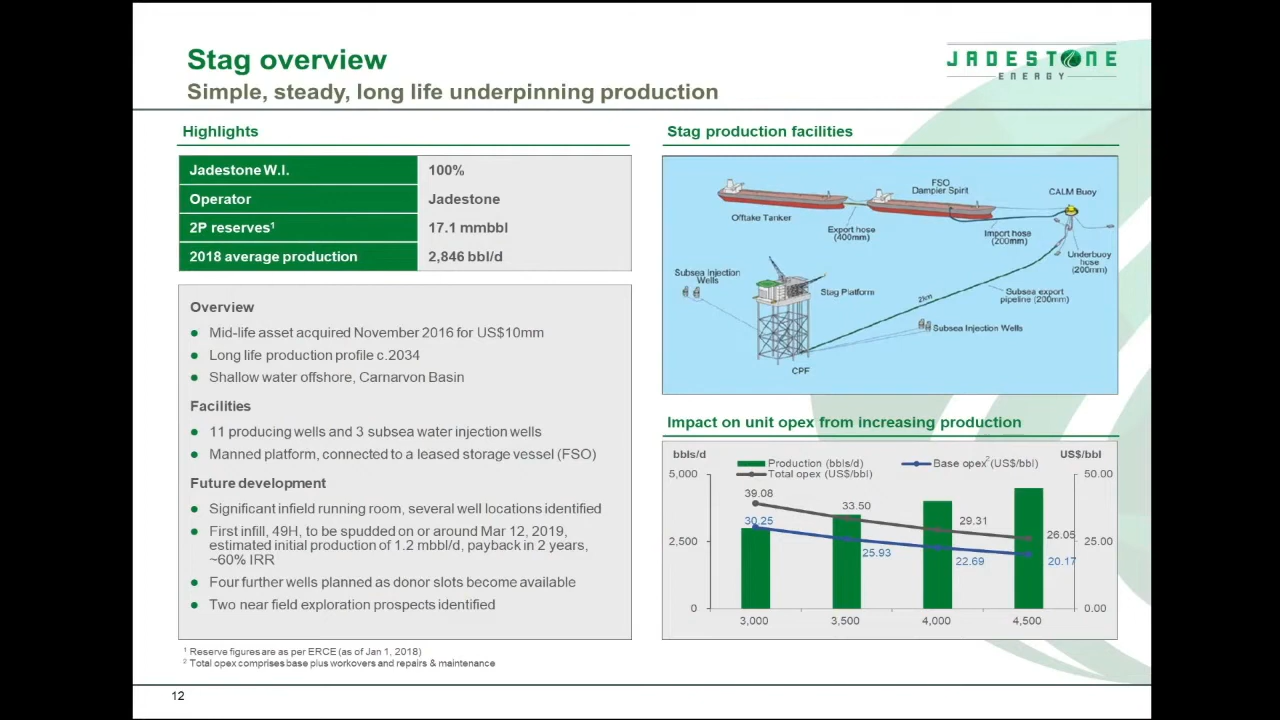 Stag overview
Simple, steady, long life underpinning production
JADESTONE
ENERGY
Highlights
Jadestone W.I. 100%
Operator Jadestone
2P reserves¹ 17.1 mmbbl
2018 average production 2,846 bbl/d
Overview
Mid-life asset acquired November 2016 for US$10mm
Long life production profile c.2034
Shallow water offshore, Carnarvon Basin
Facilities
11 producing wells and 3 subsea water injection wells
Manned platform, connected to a leased storage vessel (FSO)
Future development
Significant infield running room, several well locations identified
First infill, 49H, to be spudded on or around Mar 12, 2019,
estimated initial production of 1.2 mbbl/d, payback in 2 years,
~60% IRR
Four further wells planned as donor slots become available
Two near field exploration prospects identified
Stag production facilities
FSO
Dampier Spirit
CALM Buoy
Offtake Tanker
Export hose
(400mm)
Import hose
(200mm)
Underbuoy
hose
(200mm)
Subsea Injection
Wells
Stag Platform
2km
Subsea export
pipeline (200mm)
Subsea Injection Wells
CPF
Impact on unit opex from increasing production
bbls/d
US$/bbl
Production (bbls/d)
Base opex² (US$/bbl)
Total opex (US$/bbl)
5,000
50.00
39.08
33.50
29.31
26.05
30.25
25.93
22.69
20.17
2,500
25.00
0
0.00
3,000
3,500
4,000
4,500
¹ Reserve figures are as per ERCE (as of Jan 1, 2018)
² Total opex comprises base plus workovers and repairs & maintenance
12